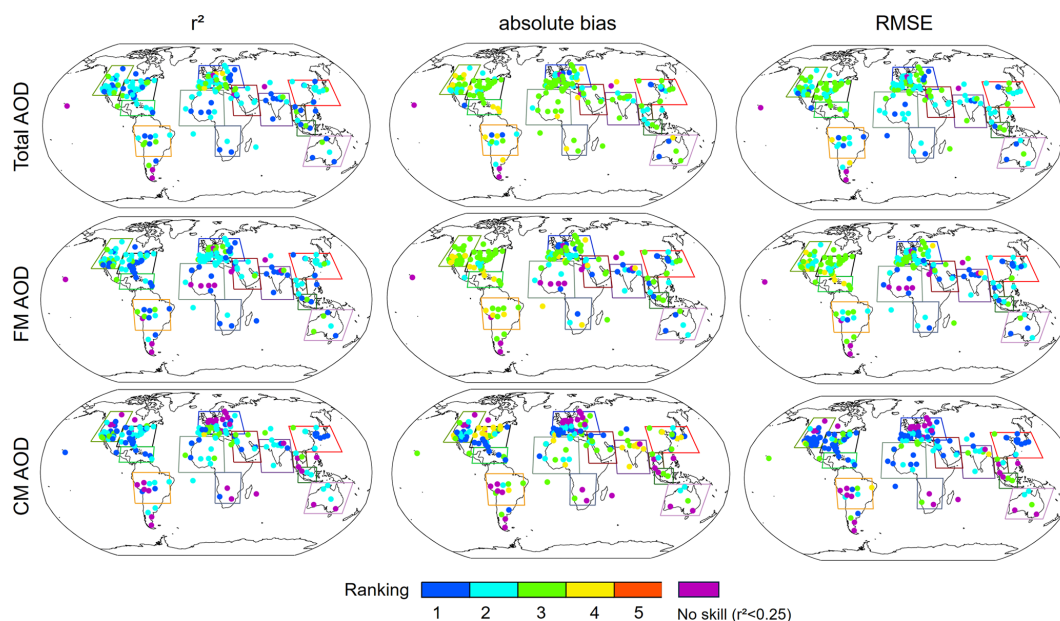 r² absolute bias RMSE
Total AOD
FM AOD
CM AOD
Ranking
1 2 3 4 5 No skill (r²<0.25)